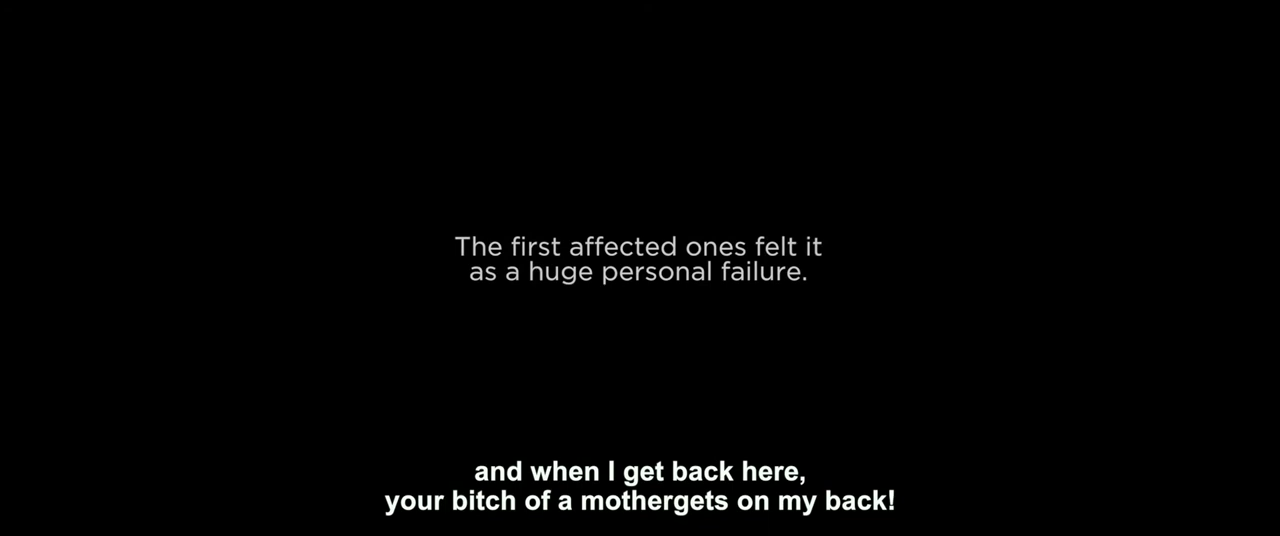 The first affected ones felt it
as a huge personal failure.
and when I get back here,
your bitch of a mothergets on my back!